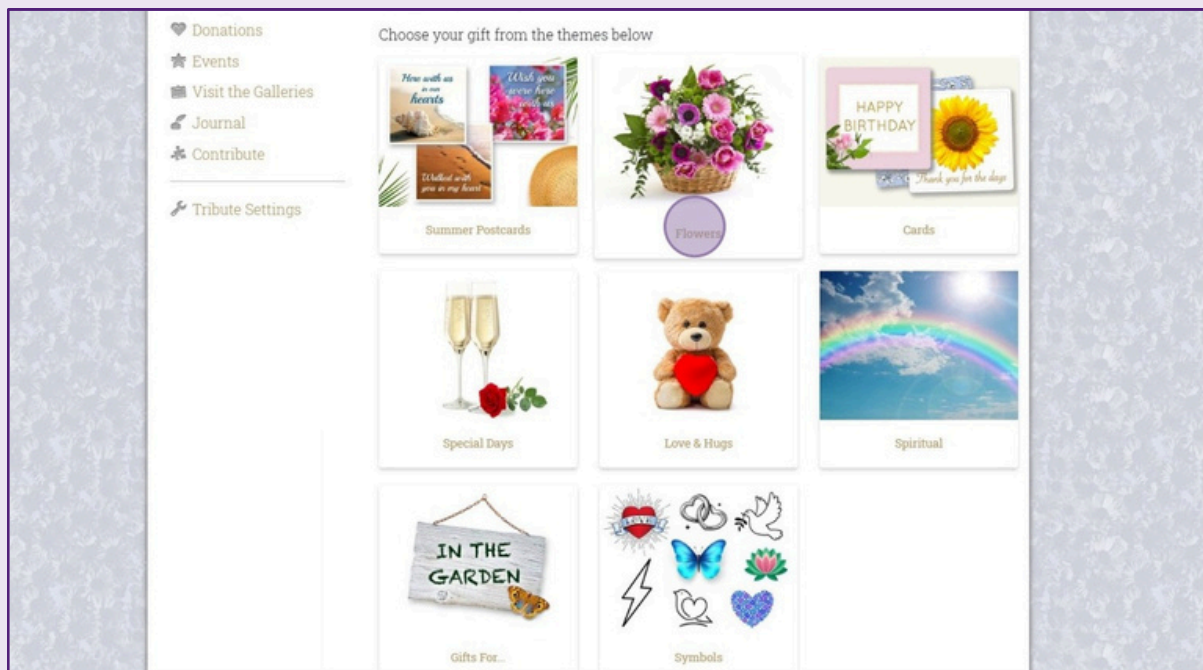 Donations
Events
Visit the Galleries
Journal
Contribute
Tribute Settings
Choose your gift from the themes below
Here with us
in our
hearts
Wish you
were here
with us
Walked with
you in my heart
Summer Postcards
Flowers
HAPPY
BIRTHDAY
Thank you for the days
Cards
Special Days
Love & Hugs
Spiritual
IN THE
GARDEN
Gifts For...
LOVE
Symbols